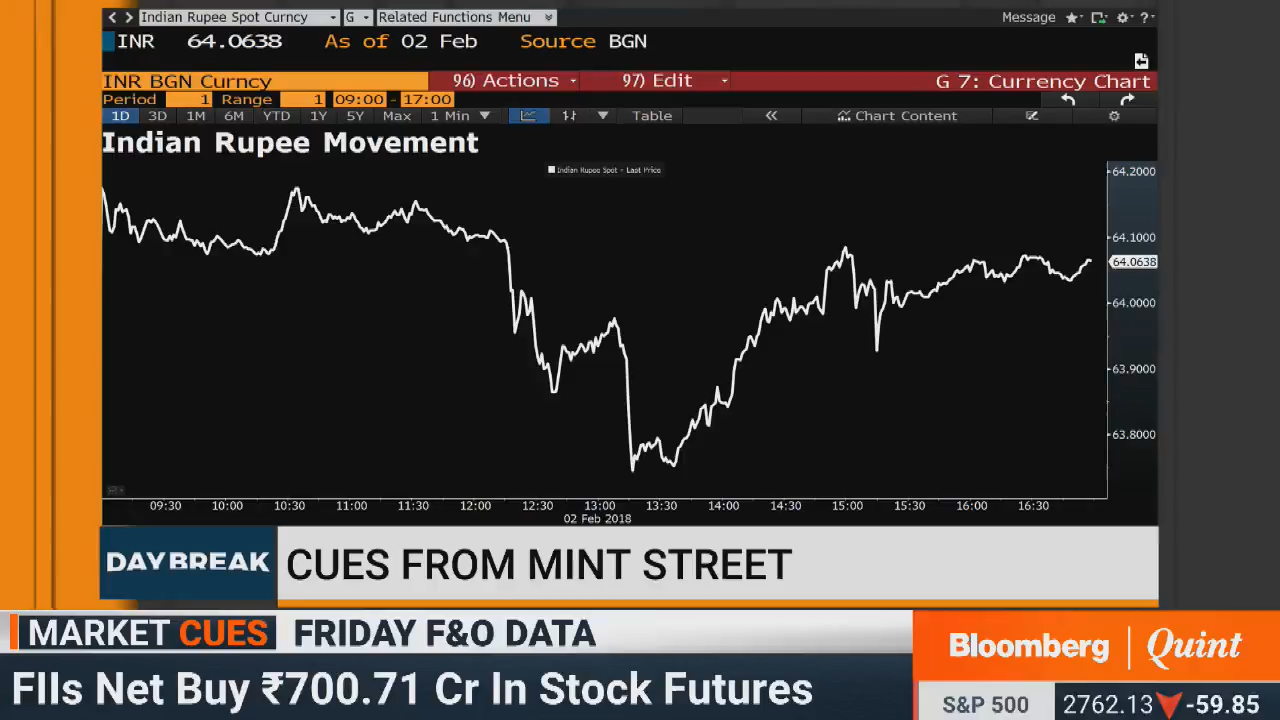 Indian Rupee Spot Curncy G Related Functions Menu Message ?
INR 64.0638 As of 02 Feb Source BGN
INR BGN Curncy 96) Actions 97) Edit G 7: Currency Chart
Period 1 Range 1 09:00 - 17:00
1D 3D 1M 6M YTD 1Y 5Y Max 1 Min Table « Chart Content
Indian Rupee Movement
Indian Rupee Spot - Last Price
64.2000
64.1000
64.0638
64.0000
63.9000
63.8000
09:30 10:00 10:30 11:00 11:30 12:00 12:30 13:00 13:30 14:00 14:30 15:00 15:30 16:00 16:30
02 Feb 2018
DAYBREAK CUES FROM MINT STREET
MARKET CUES FRIDAY F&O DATA
FIIs Net Buy ₹700.71 Cr In Stock Futures
Bloomberg | Quint
S&P 500 2762.13 -59.85